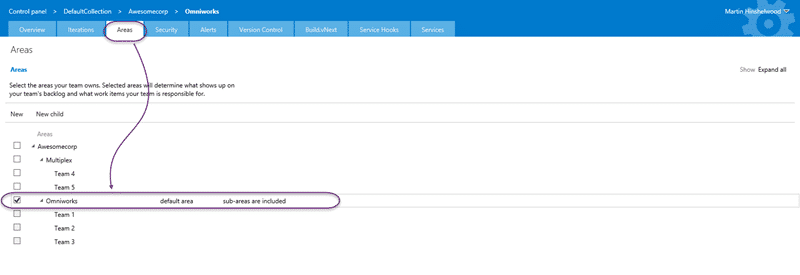 Control panel > DefaultCollection > Awesomecorp > Omniworks
Martin Hinshelwood
Overview Iterations Areas Security Alerts Version Control Build.vNext Service Hooks Services
Areas
Areas
Show Expand all
Select the areas your team owns. Selected areas will determine what shows up on
your team's backlog and what work items your team is responsible for.
New New child
Areas
Awesomecorp
Multiplex
Team 4
Team 5
Omniworks default area sub-areas are included
Team 1
Team 2
Team 3